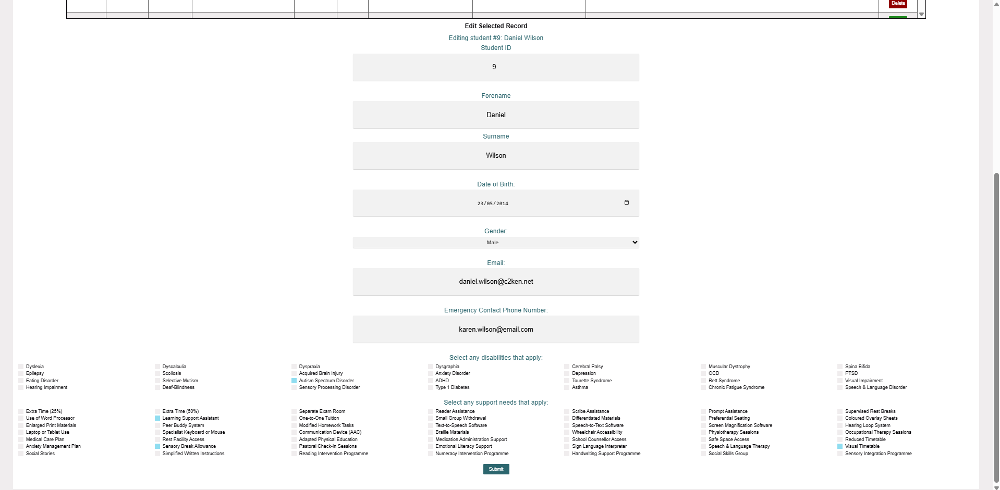 Delete
Edit Selected Record
Editing student #9: Daniel Wilson
Student ID
9
Forename
Daniel
Surname
Wilson
Date of Birth:
23/05/2014
Gender:
Male
Email:
daniel.wilson@c2ken.net
Emergency Contact Phone Number:
karen.wilson@email.com
Select any disabilities that apply:
Dyslexia Dyscalculia Dyspraxia Dysgraphia Cerebral Palsy Muscular Dystrophy Spina Bifida
Epilepsy Scoliosis Acquired Brain Injury Anxiety Disorder Depression OCD PTSD
Eating Disorder Selective Mutism Autism Spectrum Disorder ADHD Tourette Syndrome Rett Syndrome Visual Impairment
Hearing Impairment Deaf-Blindness Sensory Processing Disorder Type 1 Diabetes Asthma Chronic Fatigue Syndrome Speech & Language Disorder
Select any support needs that apply:
Extra Time (25%) Extra Time (50%) Separate Exam Room Reader Assistance Scribe Assistance Prompt Assistance Supervised Rest Breaks
Use of Word Processor Learning Support Assistant One-to-One Tuition Small Group Withdrawal Differentiated Materials Preferential Seating Coloured Overlay Sheets
Enlarged Print Materials Peer Buddy System Modified Homework Tasks Text-to-Speech Software Speech-to-Text Software Screen Magnification Software Hearing Loop System
Laptop or Tablet Use Specialist Keyboard or Mouse Communication Device (AAC) Braille Materials Wheelchair Accessibility Physiotherapy Sessions Occupational Therapy Sessions
Medical Care Plan Rest Facility Access Adapted Physical Education Medication Administration Support School Counsellor Access Safe Space Access Reduced Timetable
Anxiety Management Plan Sensory Break Allowance Pastoral Check-In Sessions Emotional Literacy Support Sign Language Interpreter Speech & Language Therapy Visual Timetable
Social Stories Simplified Written Instructions Reading Intervention Programme Numeracy Intervention Programme Handwriting Support Programme Social Skills Group Sensory Integration Programme
Submit